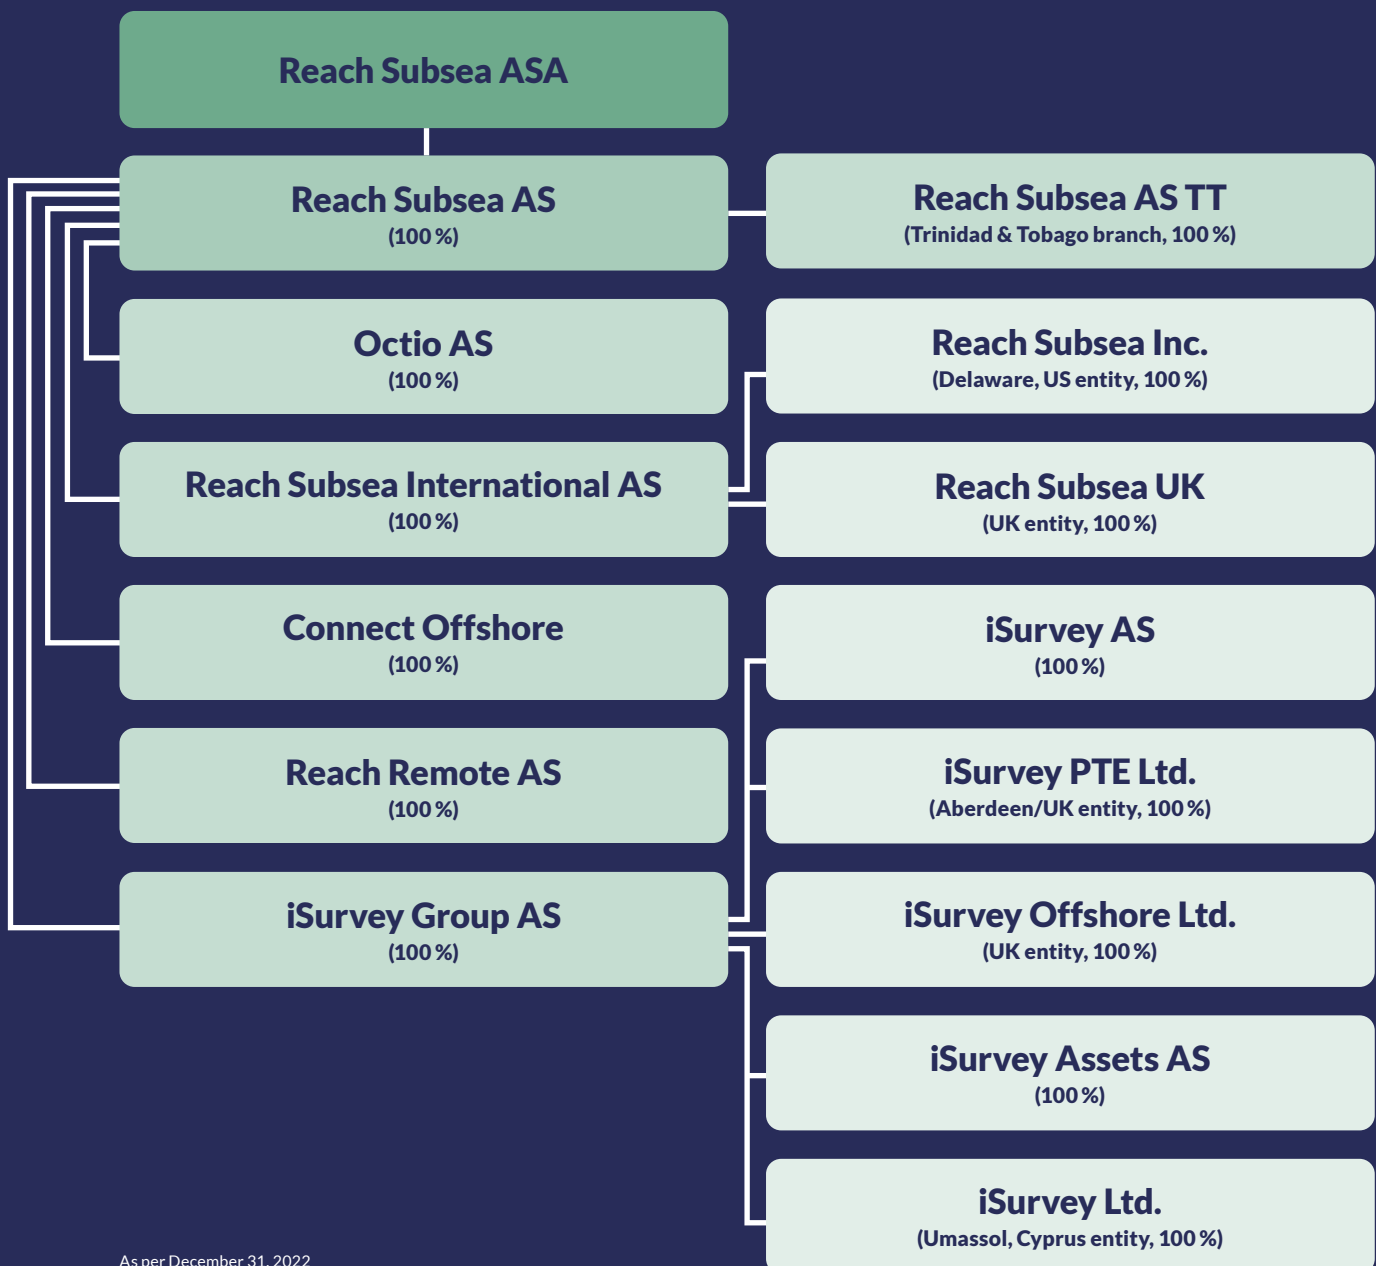 Reach Subsea ASA
Reach Subsea AS
(100 %)
Reach Subsea AS TT
(Trinidad & Tobago branch, 100 %)
Octio AS
(100 %)
Reach Subsea Inc.
(Delaware, US entity, 100 %)
Reach Subsea International AS
(100 %)
Reach Subsea UK
(UK entity, 100 %)
Connect Offshore
(100 %)
iSurvey AS
(100 %)
Reach Remote AS
(100 %)
iSurvey PTE Ltd.
(Aberdeen/UK entity, 100 %)
iSurvey Group AS
(100 %)
iSurvey Offshore Ltd.
(UK entity, 100 %)
iSurvey Assets AS
(100 %)
iSurvey Ltd.
(Umassol, Cyprus entity, 100 %)
As per December 31, 2022